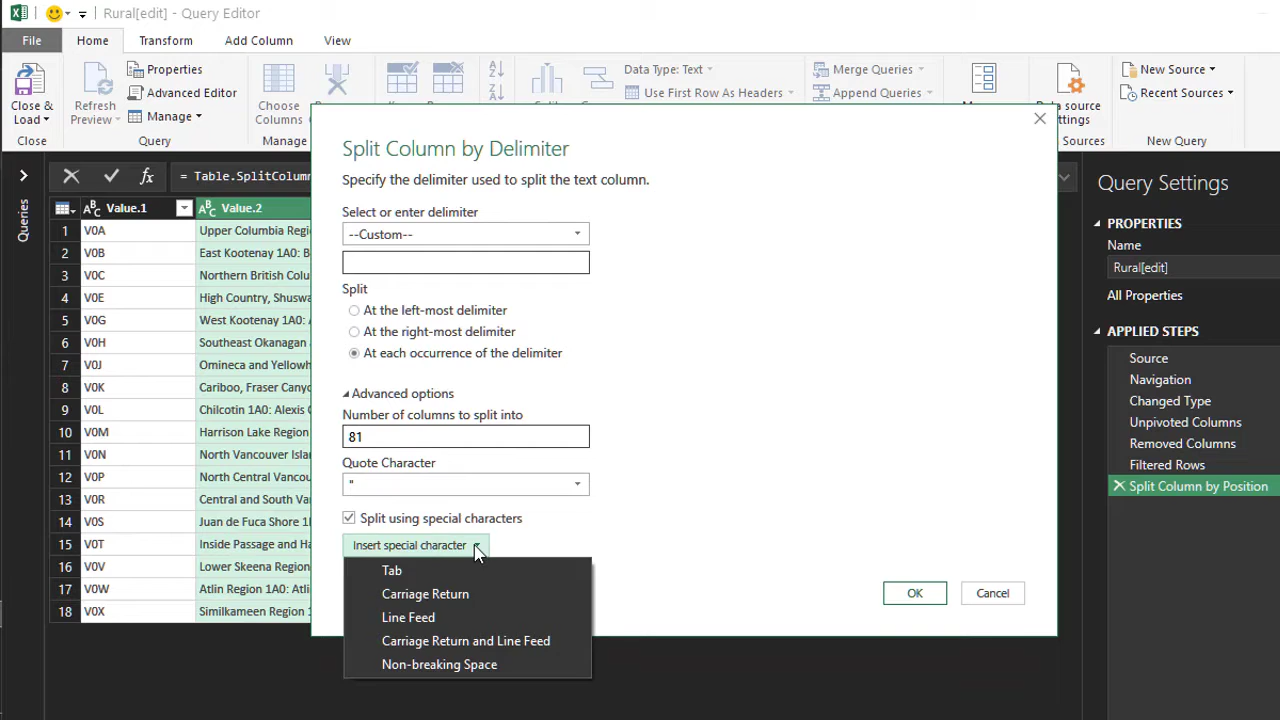 Rural[edit] - Query Editor
File
Home
Transform
Add Column
View
Close & Load
Close
Refresh Preview
Properties
Advanced Editor
Manage
Query
Choose Columns
Manage
Data Type: Text
Use First Row As Headers
Merge Queries
Append Queries
settings
New Source
Recent Sources
New Query
Sources
= Table.SplitColumn
Queries
Value.1
Value.2
1 V0A Upper Columbia Regi
2 V0B East Kootenay 1A0: B
3 V0C Northern British Colu
4 V0E High Country, Shusw
5 V0G West Kootenay 1A0:
6 V0H Southeast Okanagan
7 V0J Omineca and Yellowh
8 V0K Cariboo, Fraser Canyo
9 V0L Chilcotin 1A0: Alexis
10 V0M Harrison Lake Region
11 V0N North Vancouver Islan
12 V0P North Central Vancou
13 V0R Central and South Van
14 V0S Juan de Fuca Shore 1
15 V0T Inside Passage and Ha
16 V0V Lower Skeena Region
17 V0W Atlin Region 1A0: Atli
18 V0X Similkameen Region 1
Split Column by Delimiter
Specify the delimiter used to split the text column.
Select or enter delimiter
--Custom--
Split
At the left-most delimiter
At the right-most delimiter
At each occurrence of the delimiter
Advanced options
Number of columns to split into
81
Quote Character
"
Split using special characters
Insert special character
Tab
Carriage Return
Line Feed
Carriage Return and Line Feed
Non-breaking Space
OK
Cancel
Query Settings
PROPERTIES
Name
Rural[edit]
All Properties
APPLIED STEPS
Source
Navigation
Changed Type
Unpivoted Columns
Removed Columns
Filtered Rows
Split Column by Position